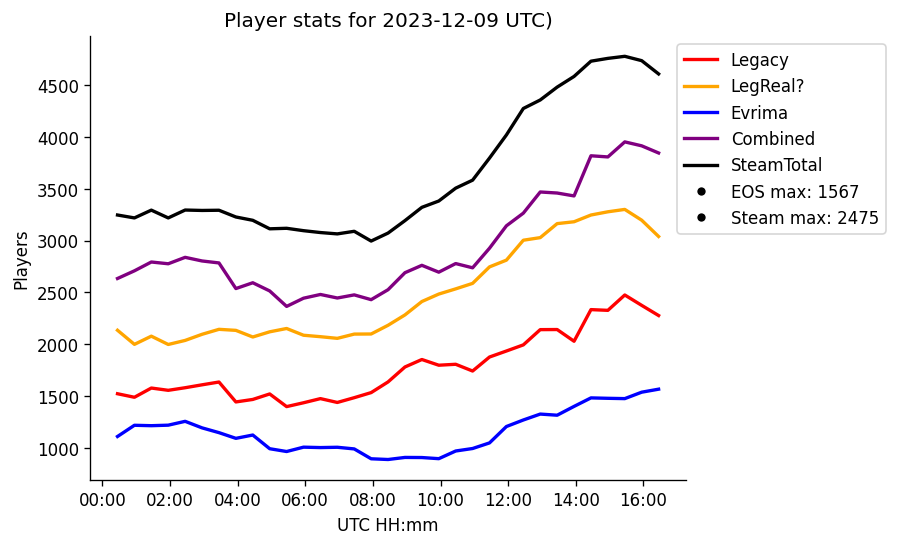 Player stats for 2023-12-09 UTC)
Legacy
LegReal?
Evrima
Combined
SteamTotal
EOS max: 1567
Steam max: 2475
Players
4500
4000
3500
3000
2500
2000
1500
1000
00:00 02:00 04:00 06:00 08:00 10:00 12:00 14:00 16:00
UTC HH:mm